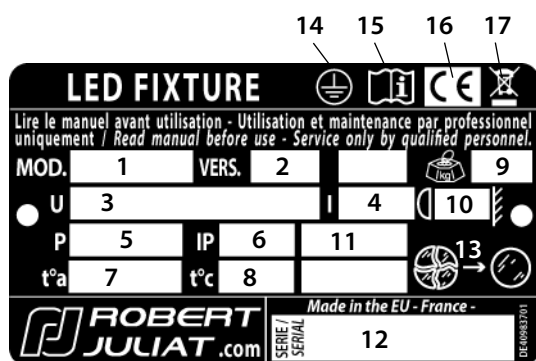 14 15 16 17
LED FIXTURE i CE
Lire le manuel avant utilisation - Utilisation et maintenance par professionnel
uniquement / Read manual before use - Service only by qualified personnel.
MOD. 1 VERS. 2 (kg) 9
U 3 I 4 10
P 5 IP 6 11 13
t°a 7 t°c 8
ROBERT
JULIAT.com
Made in the EU - France -
SERIE /
SERIAL
12
DE40983701